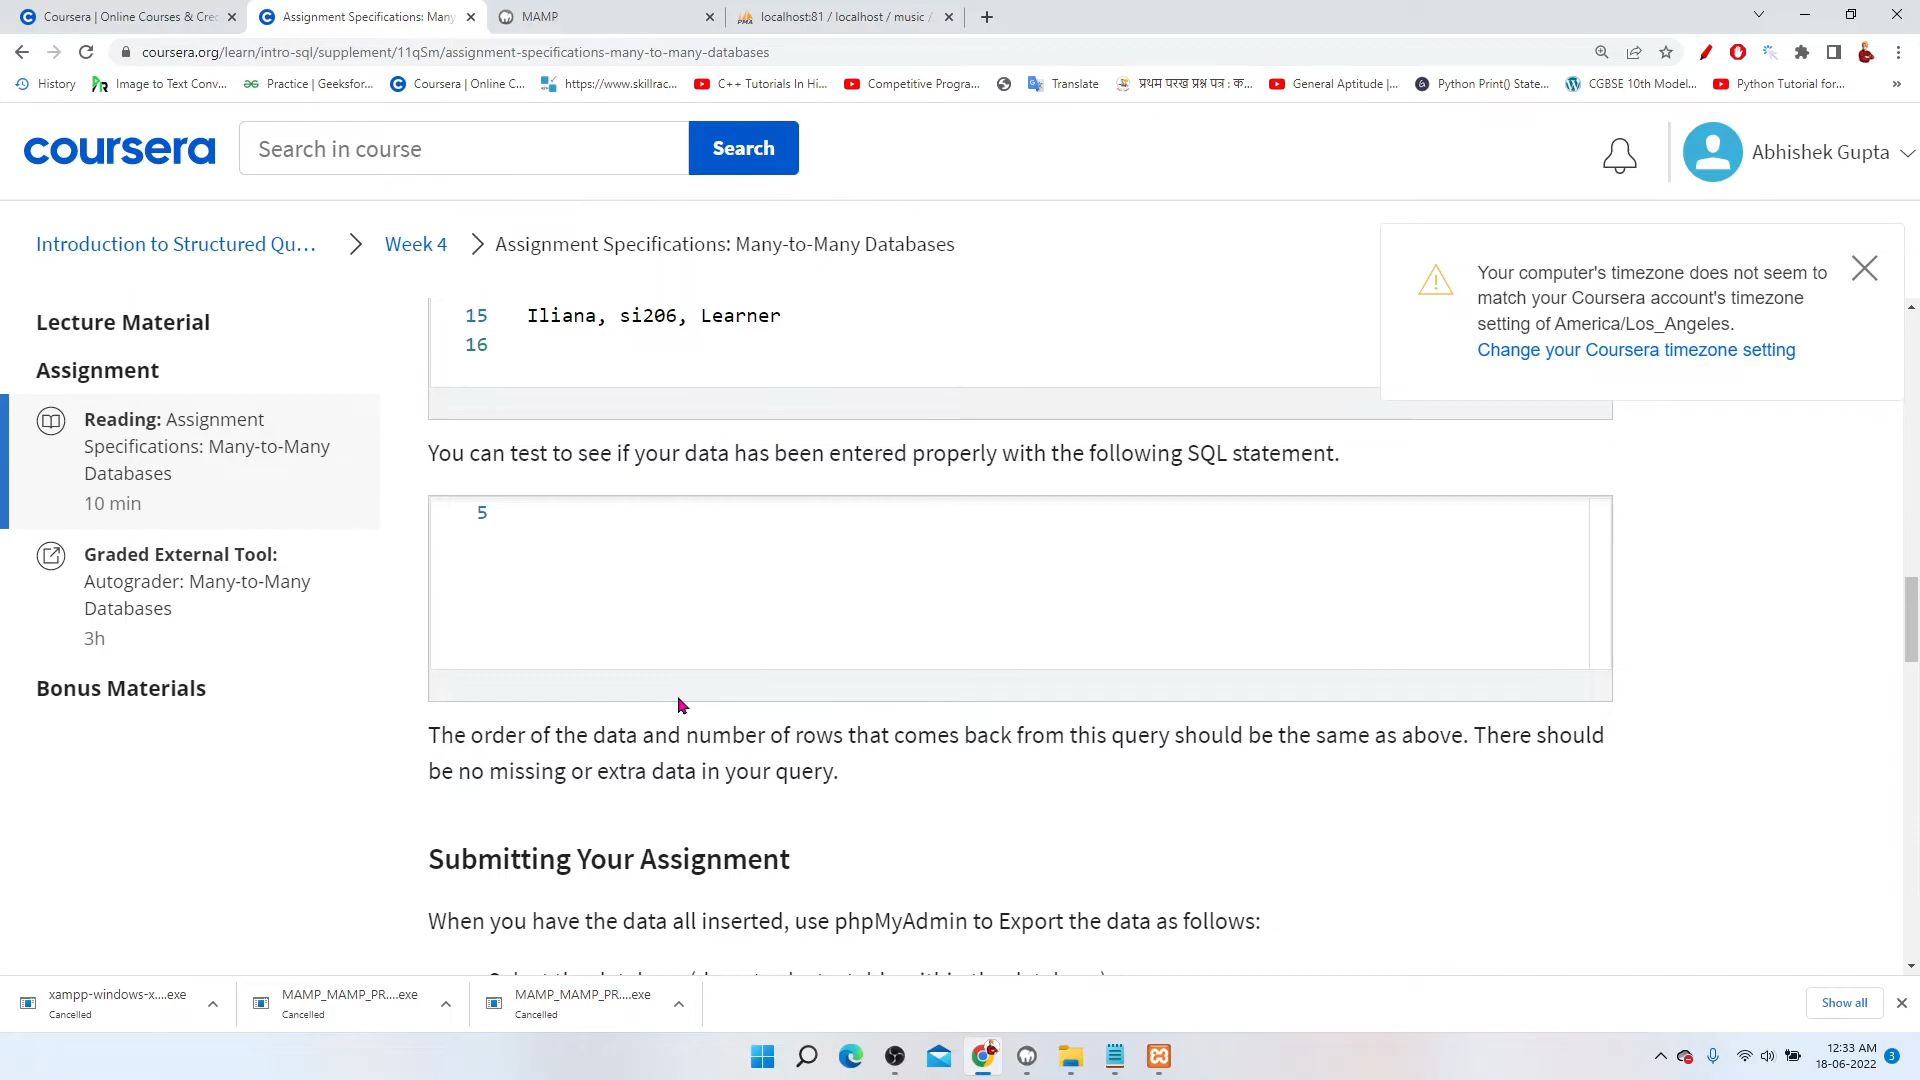 Coursera | Online Courses & Cre
Assignment Specifications: Many
MAMP
localhost:81 / localhost / music /
coursera.org/learn/intro-sql/supplement/11qSm/assignment-specifications-many-to-many-databases
History
Image to Text Conv...
Practice | Geeksfor...
Coursera | Online C...
https://www.skillrac...
C++ Tutorials In Hi...
Competitive Progra...
Translate
प्रथम परख प्रश्न पत्र : क...
General Aptitude |...
Python Print() State...
CGBSE 10th Model...
Python Tutorial for...
coursera
Search in course
Search
Abhishek Gupta
Introduction to Structured Qu...
Week 4
Assignment Specifications: Many-to-Many Databases
Your computer's timezone does not seem to
match your Coursera account's timezone
setting of America/Los_Angeles.
Change your Coursera timezone setting
Lecture Material
Assignment
Reading: Assignment
Specifications: Many-to-Many
Databases
10 min
Graded External Tool:
Autograder: Many-to-Many
Databases
3h
Bonus Materials
15 Iliana, si206, Learner
16
You can test to see if your data has been entered properly with the following SQL statement.
5
The order of the data and number of rows that comes back from this query should be the same as above. There should
be no missing or extra data in your query.
Submitting Your Assignment
When you have the data all inserted, use phpMyAdmin to Export the data as follows:
xampp-windows-x....exe
Cancelled
MAMP_MAMP_PR....exe
Cancelled
MAMP_MAMP_PR....exe
Cancelled
Show all
12:33 AM
18-06-2022
3